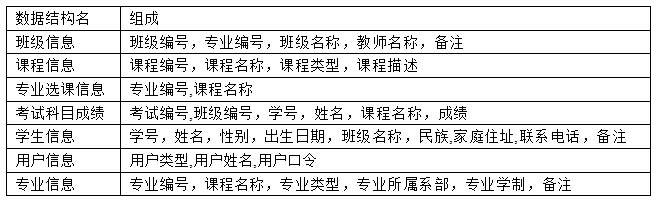 数据结构名 组成
班级信息 班级编号，专业编号，班级名称，教师名称，备注
课程信息 课程编号，课程名称，课程类型，课程描述
专业选课信息 专业编号,课程名称
考试科目成绩 考试编号,班级编号，学号，姓名，课程名称，成绩
学生信息 学号，姓名，性别，出生日期，班级名称，民族,家庭住址,联系电话，备注
用户信息 用户类型,用户姓名,用户口令
专业信息 专业编号，课程名称，专业类型，专业所属系部，专业学制，备注